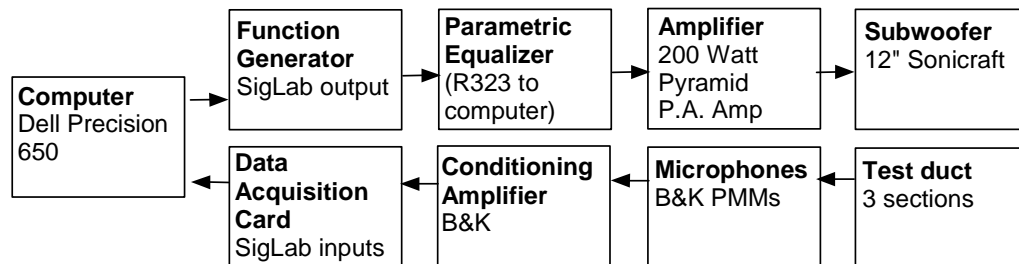 Computer
Dell Precision
650
Function
Generator
SigLab output
Parametric
Equalizer
(R323 to
computer)
Amplifier
200 Watt
Pyramid
P.A. Amp
Subwoofer
12" Sonicraft
Data
Acquisition
Card
SigLab inputs
Conditioning
Amplifier
B&K
Microphones
B&K PMMs
Test duct
3 sections